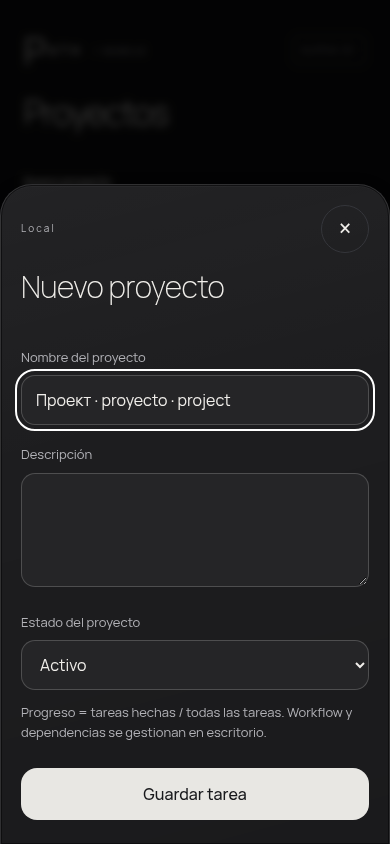 Proyectos
Local
×
Nuevo proyecto
Nombre del proyecto
Проект · proyecto · project
Descripción
Estado del proyecto
Activo
Progreso = tareas hechas / todas las tareas. Workflow y
dependencias se gestionan en escritorio.
Guardar tarea